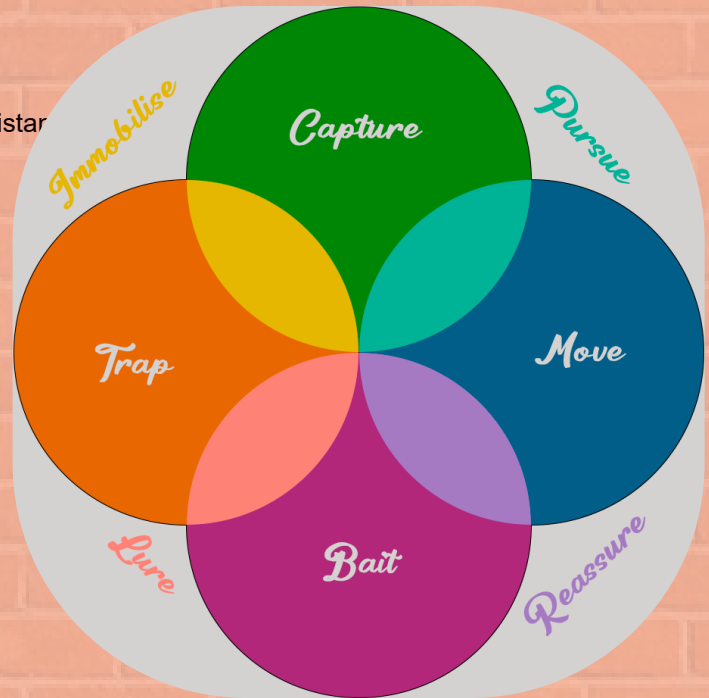 Capture
Pursue
Immobilise
Trap
Move
Bait
Lure
Reassure